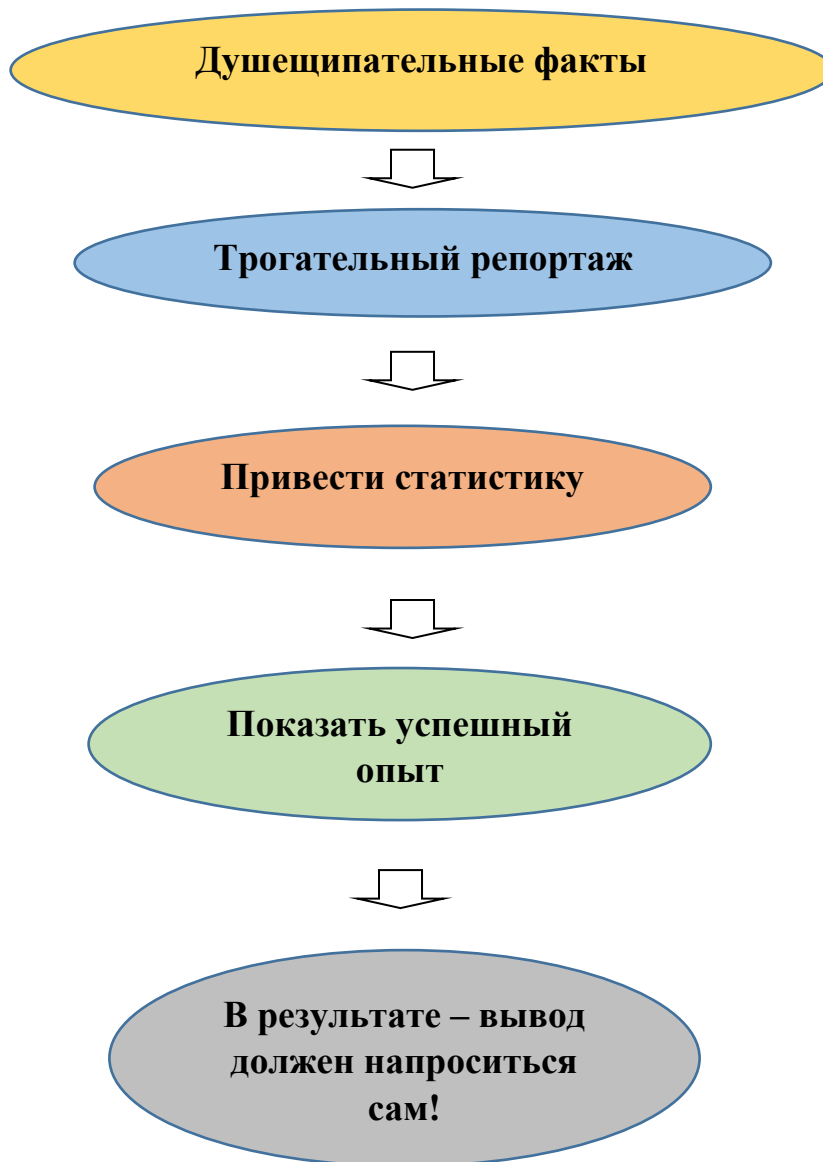 Душещипательные факты
Трогательный репортаж
Привести статистику
Показать успешный
опыт
В результате – вывод
должен напроситься
сам!